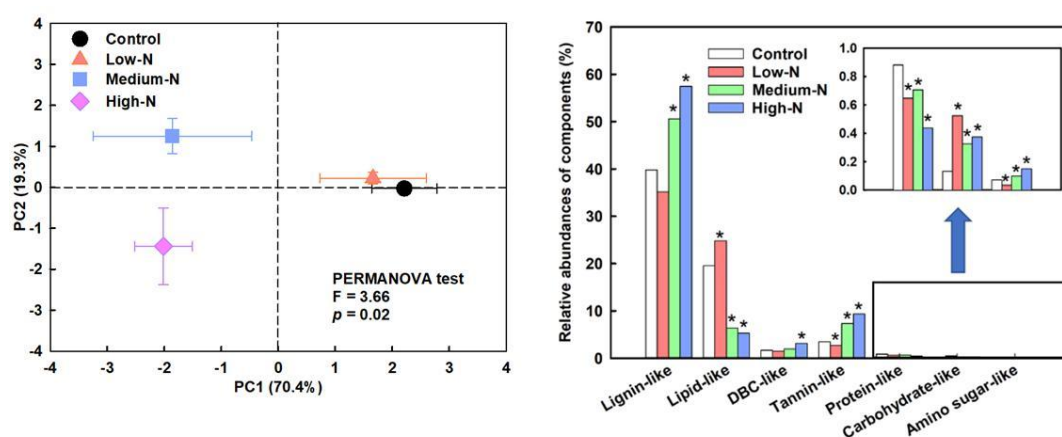 4
3
2
1
0
-1
-2
-3
-4
PC2 (19.3%)
Control
Low-N
Medium-N
High-N
PERMANOVA test
F = 3.66
p = 0.02
-4 -3 -2 -1 0 1 2 3 4
PC1 (70.4%)
Relative abundances of components (%)
70
60
50
40
30
20
10
0
Control
Low-N
Medium-N
High-N
* *
*
* *
*
* * *
1.0
0.8
0.6
0.4
0.2
0.0
* * *
* * *
* * *
Lignin-like
Lipid-like
DBC-like
Tannin-like
Protein-like
Carbohydrate-like
Amino sugar-like